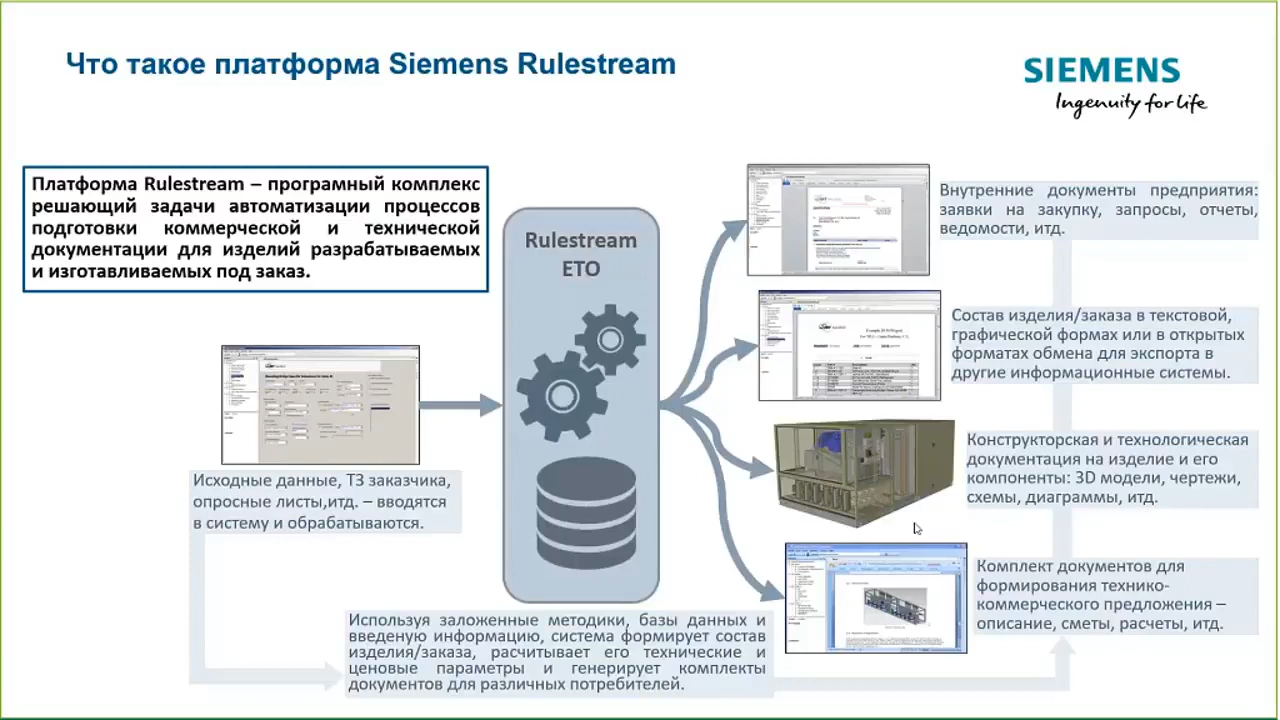 Что такое платформа Siemens Rulestream
SIEMENS
Ingenuity for life
Платформа Rulestream – програмный комплекс
решающий задачи автоматизации процессов
подготовки коммерческой и технической
документации для изделий разрабатываемых
и изготавливаемых под заказ.
Rulestream
ETO
Исходные данные, ТЗ заказчика,
опросные листы,итд. – вводятся
в систему и обрабатываются.
Используя заложенные методики, базы данных и
введеную информацию, система формирует состав
изделия/заказа, расчитывает его технические и
ценовые параметры и генерирует комплекты
документов для различных потребителей.
Внутренние документы предприятия:
заявки на закупку, запросы, отчеты,
ведомости, итд.
Состав изделия/заказа в текстовой,
графической формах или в открытых
форматах обмена для экспорта в
другие информационные системы.
Конструкторская и технологическая
документация на изделие и его
компоненты: 3D модели, чертежи,
схемы, диаграммы, итд.
Комплект документов для
формирования технико-
коммерческого предложения –
описание, сметы, расчеты, итд.